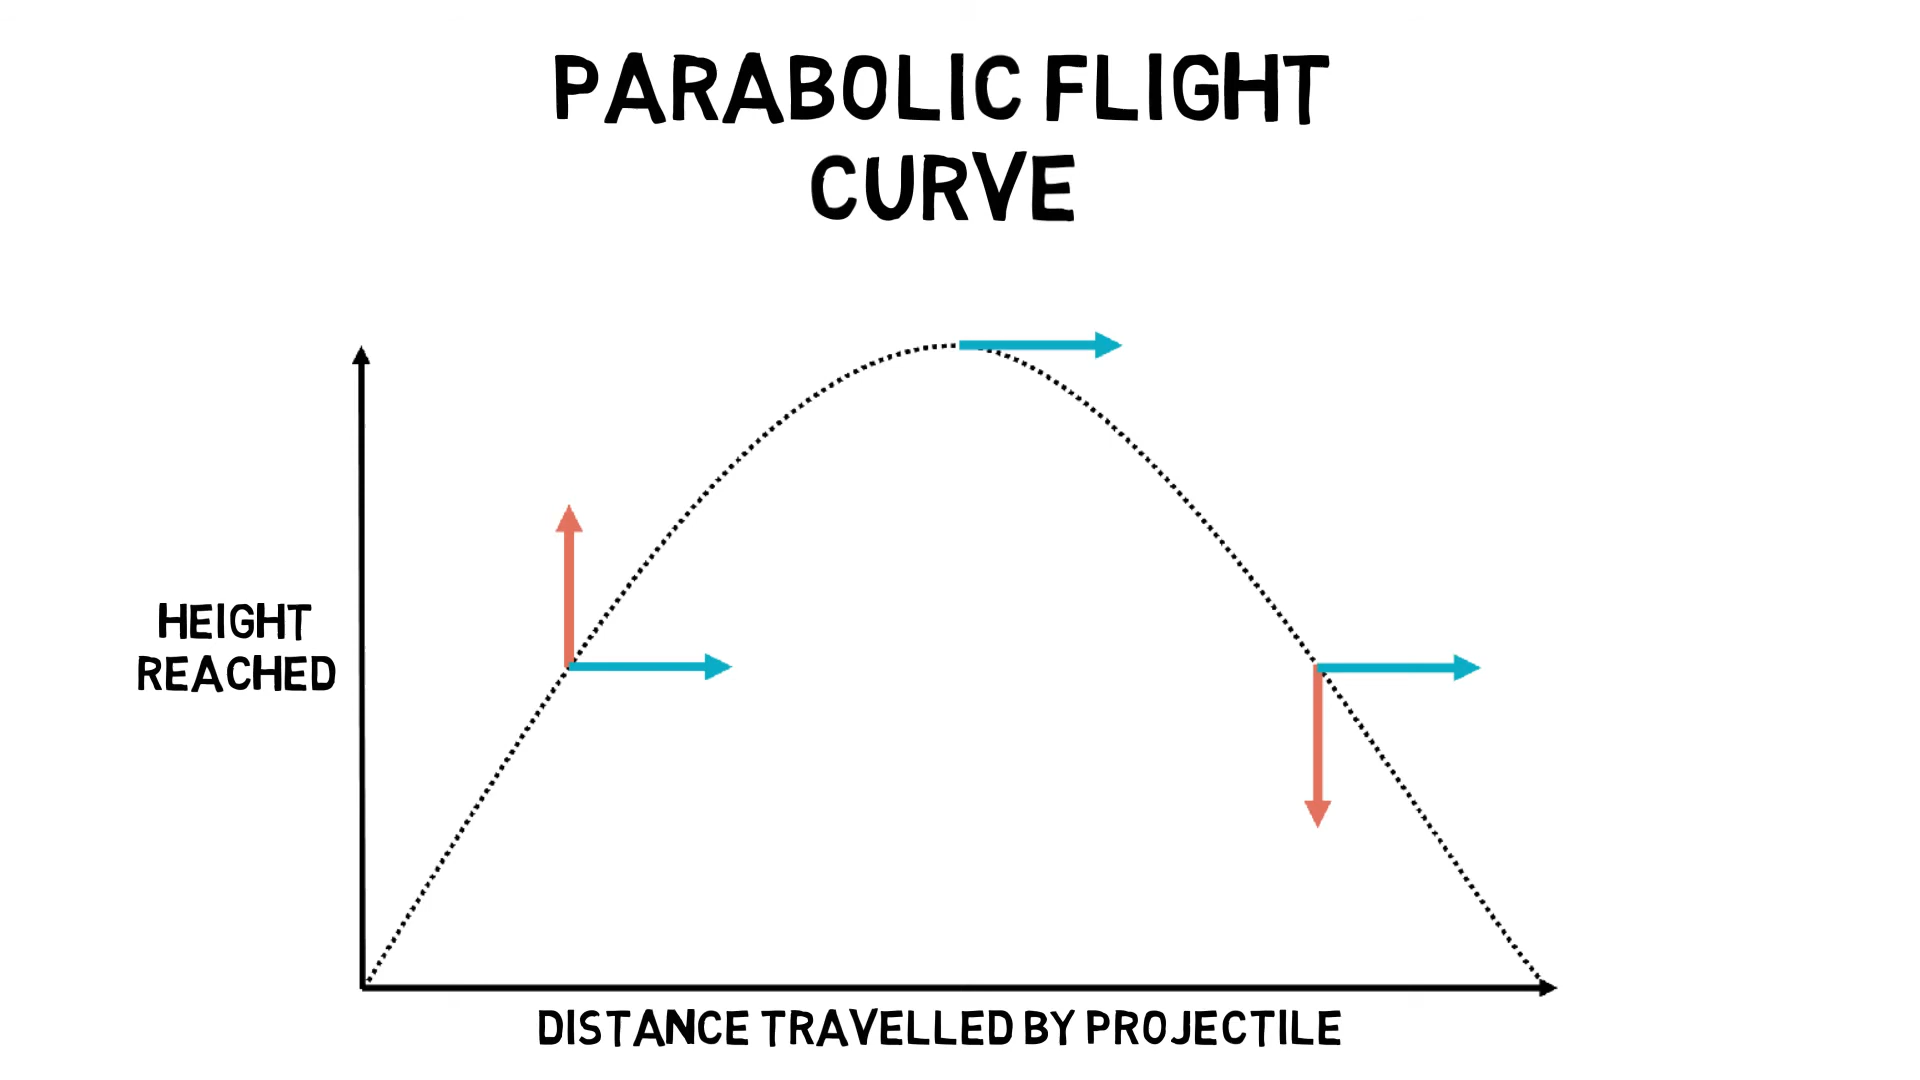 PARABOLIC FLIGHT
CURVE
HEIGHT
REACHED
DISTANCE TRAVELLED BY PROJECTILE